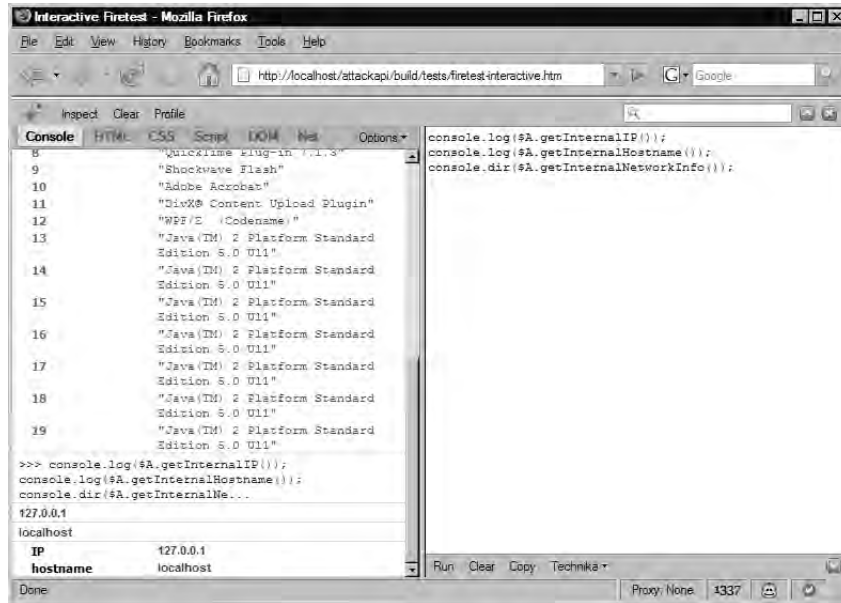 Interactive Firetest - Mozilla Firefox
File Edit View History Bookmarks Tools Help
http://localhost/attackapi/build/tests/firetest-interactive.htm
G Google
Inspect Clear Profile
Console HTML CSS Script DOM Net Options
8 "QuickTime Plug-in 7.1.3"
9 "Shockwave Flash"
10 "Adobe Acrobat"
11 "DivX® Content Upload Plugin"
12 "WPF/E (Codename)"
13 "Java(TM) 2 Platform Standard
Edition 5.0 U11"
14 "Java(TM) 2 Platform Standard
Edition 5.0 U11"
15 "Java(TM) 2 Platform Standard
Edition 5.0 U11"
16 "Java(TM) 2 Platform Standard
Edition 5.0 U11"
17 "Java(TM) 2 Platform Standard
Edition 5.0 U11"
18 "Java(TM) 2 Platform Standard
Edition 5.0 U11"
19 "Java(TM) 2 Platform Standard
Edition 5.0 U11"
>>> console.log($A.getInternalIP());
console.log($A.getInternalHostname());
console.dir($A.getInternalNe...
127.0.0.1
localhost
IP 127.0.0.1
hostname localhost
console.log($A.getInternalIP());
console.log($A.getInternalHostname());
console.dir($A.getInternalNetworkInfo());
Run Clear Copy Technika
Done Proxy: None 1337